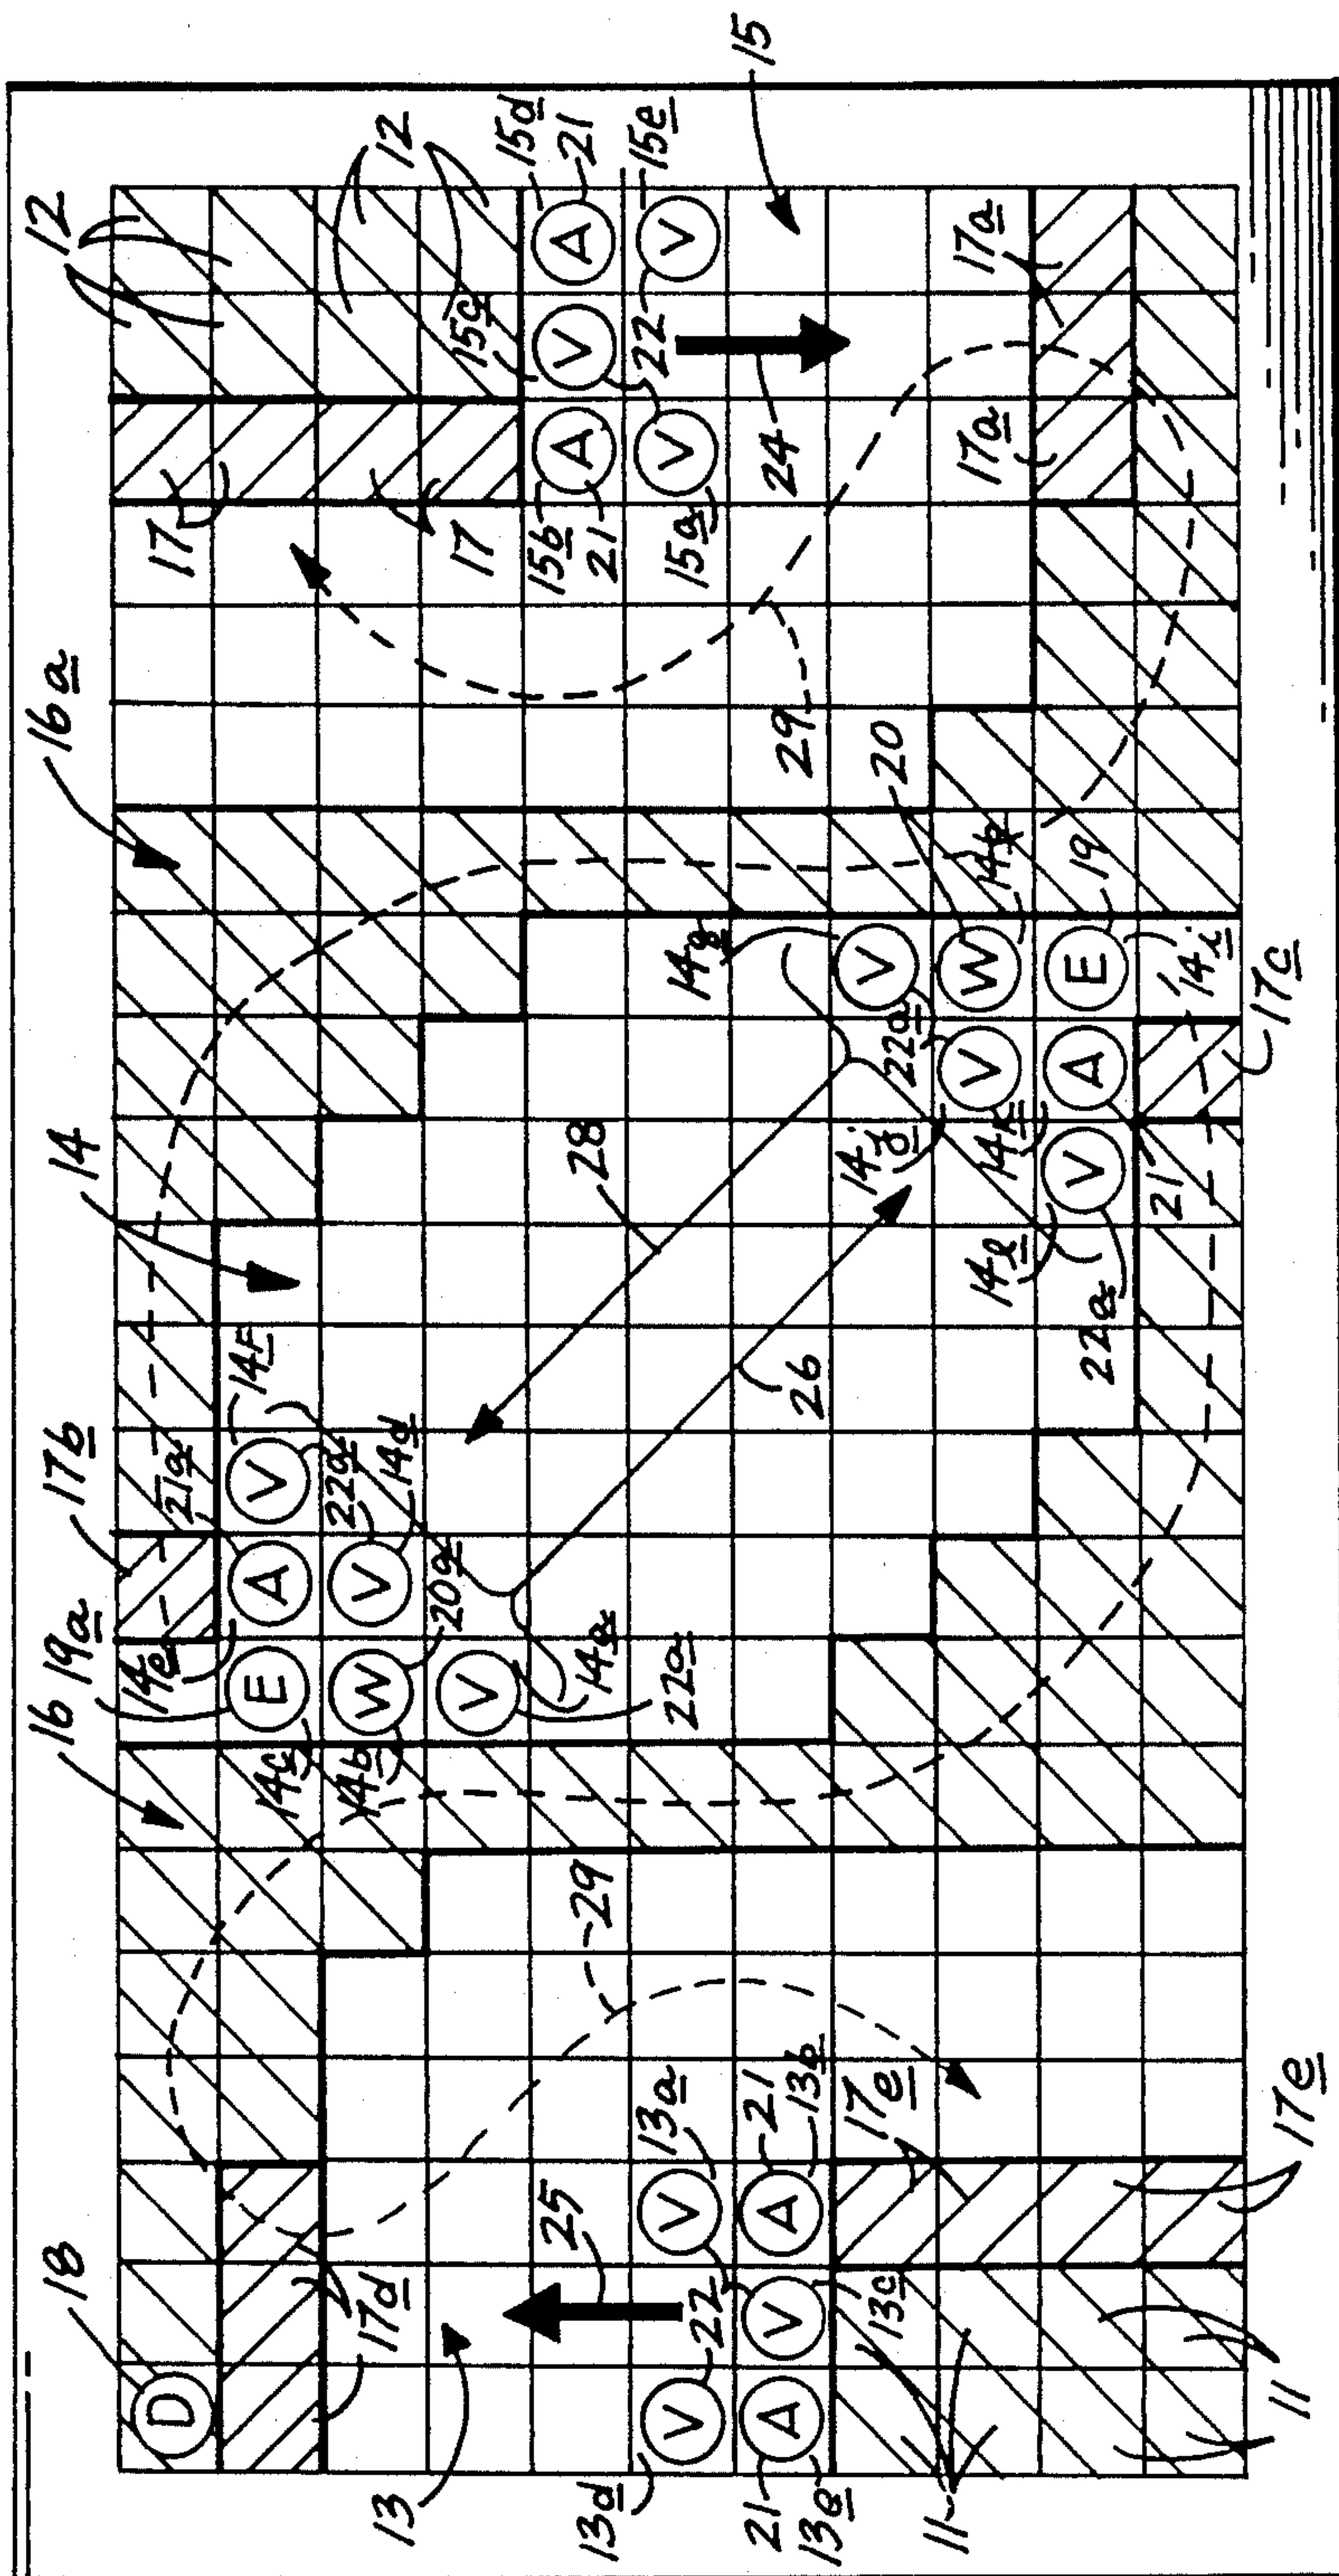 18
16
19a
17b
14
16a
12
D
14e
21a
17
12
17d
14c
E
A
V
14F
15d
13
14b
W
V
22a
14d
17
15c
21
20a
15b
A
V
A
25
V
14a
21
22
15e
13d
V
22
V
13a
29
22a
28
15a
V
V
21
A
V
A
21
26
24
15
13e
13c
13b
14g
29
11
17e
V
20
22a
14j
V
W
14h
17a
17a
14l
14k
V
A
E
19
22a
21
14i
11
17e
17c